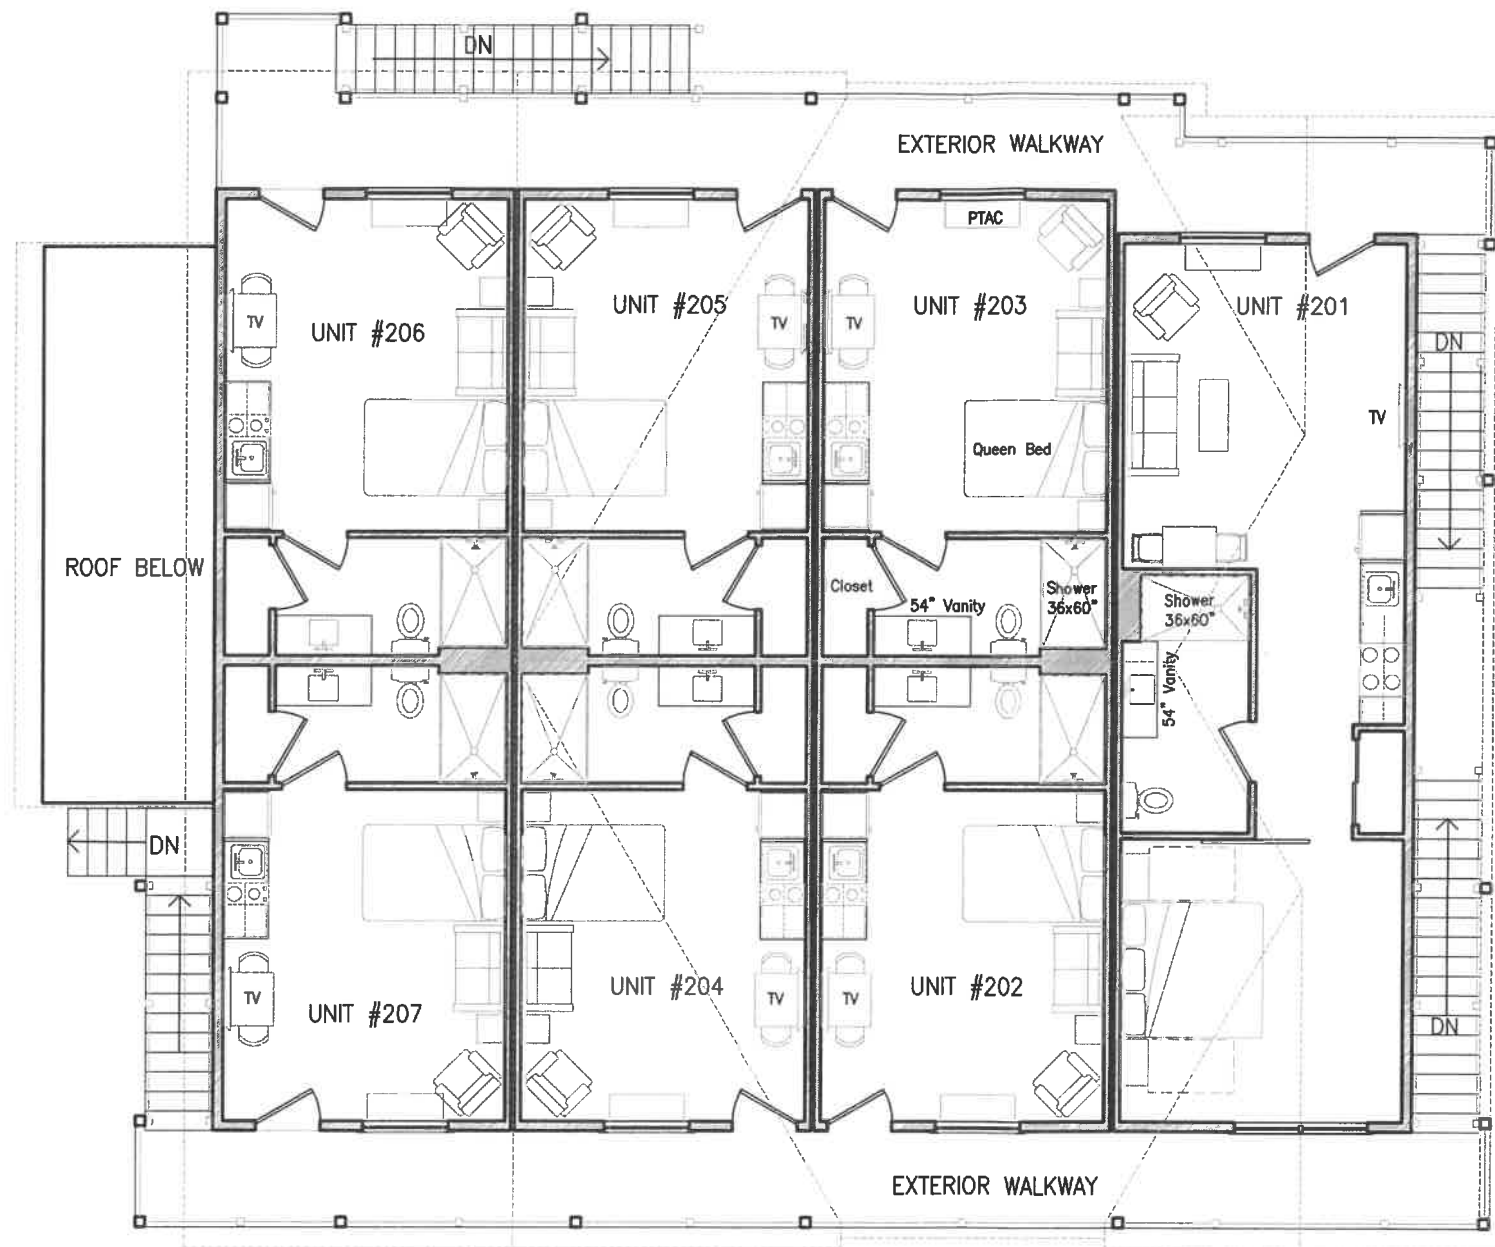 DN
EXTERIOR WALKWAY
PTAC
UNIT #206
UNIT #205
UNIT #203
UNIT #201
TV
TV
TV
DN
TV
Queen Bed
ROOF BELOW
Closet
54" Vanity
Shower
36x60"
Shower
36x60"
54" Vanity
DN
UNIT #207
UNIT #204
UNIT #202
TV
TV
TV
DN
EXTERIOR WALKWAY